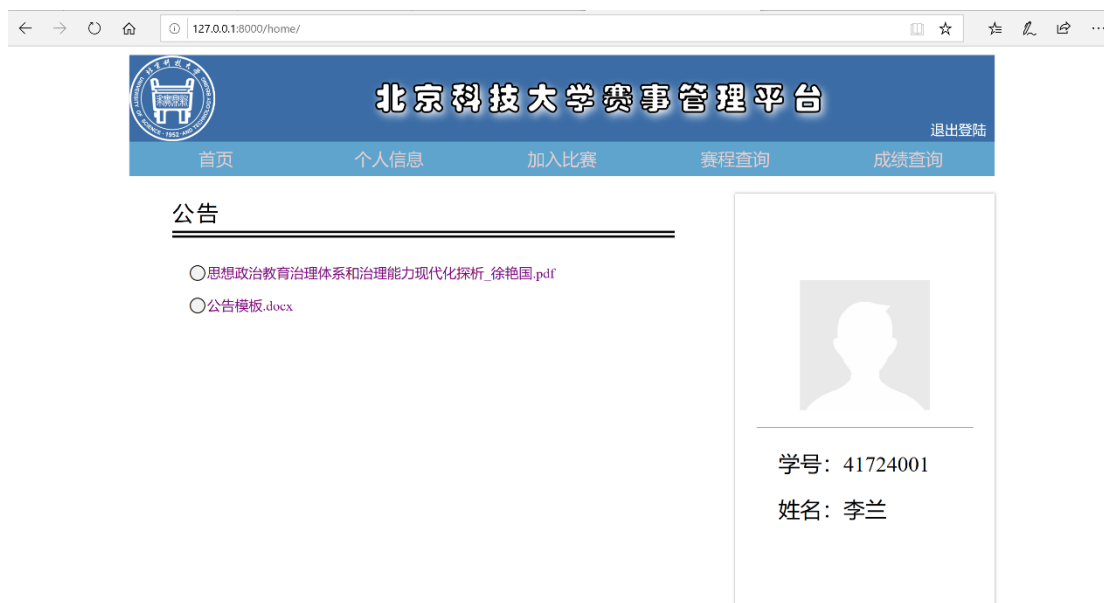 127.0.0.1:8000/home/
北京科技大学赛事管理平台
退出登陆
首页 个人信息 加入比赛 赛程查询 成绩查询
公告
思想政治教育治理体系和治理能力现代化探析_徐艳国.pdf
公告模板.docx
学号：41724001
姓名：李兰